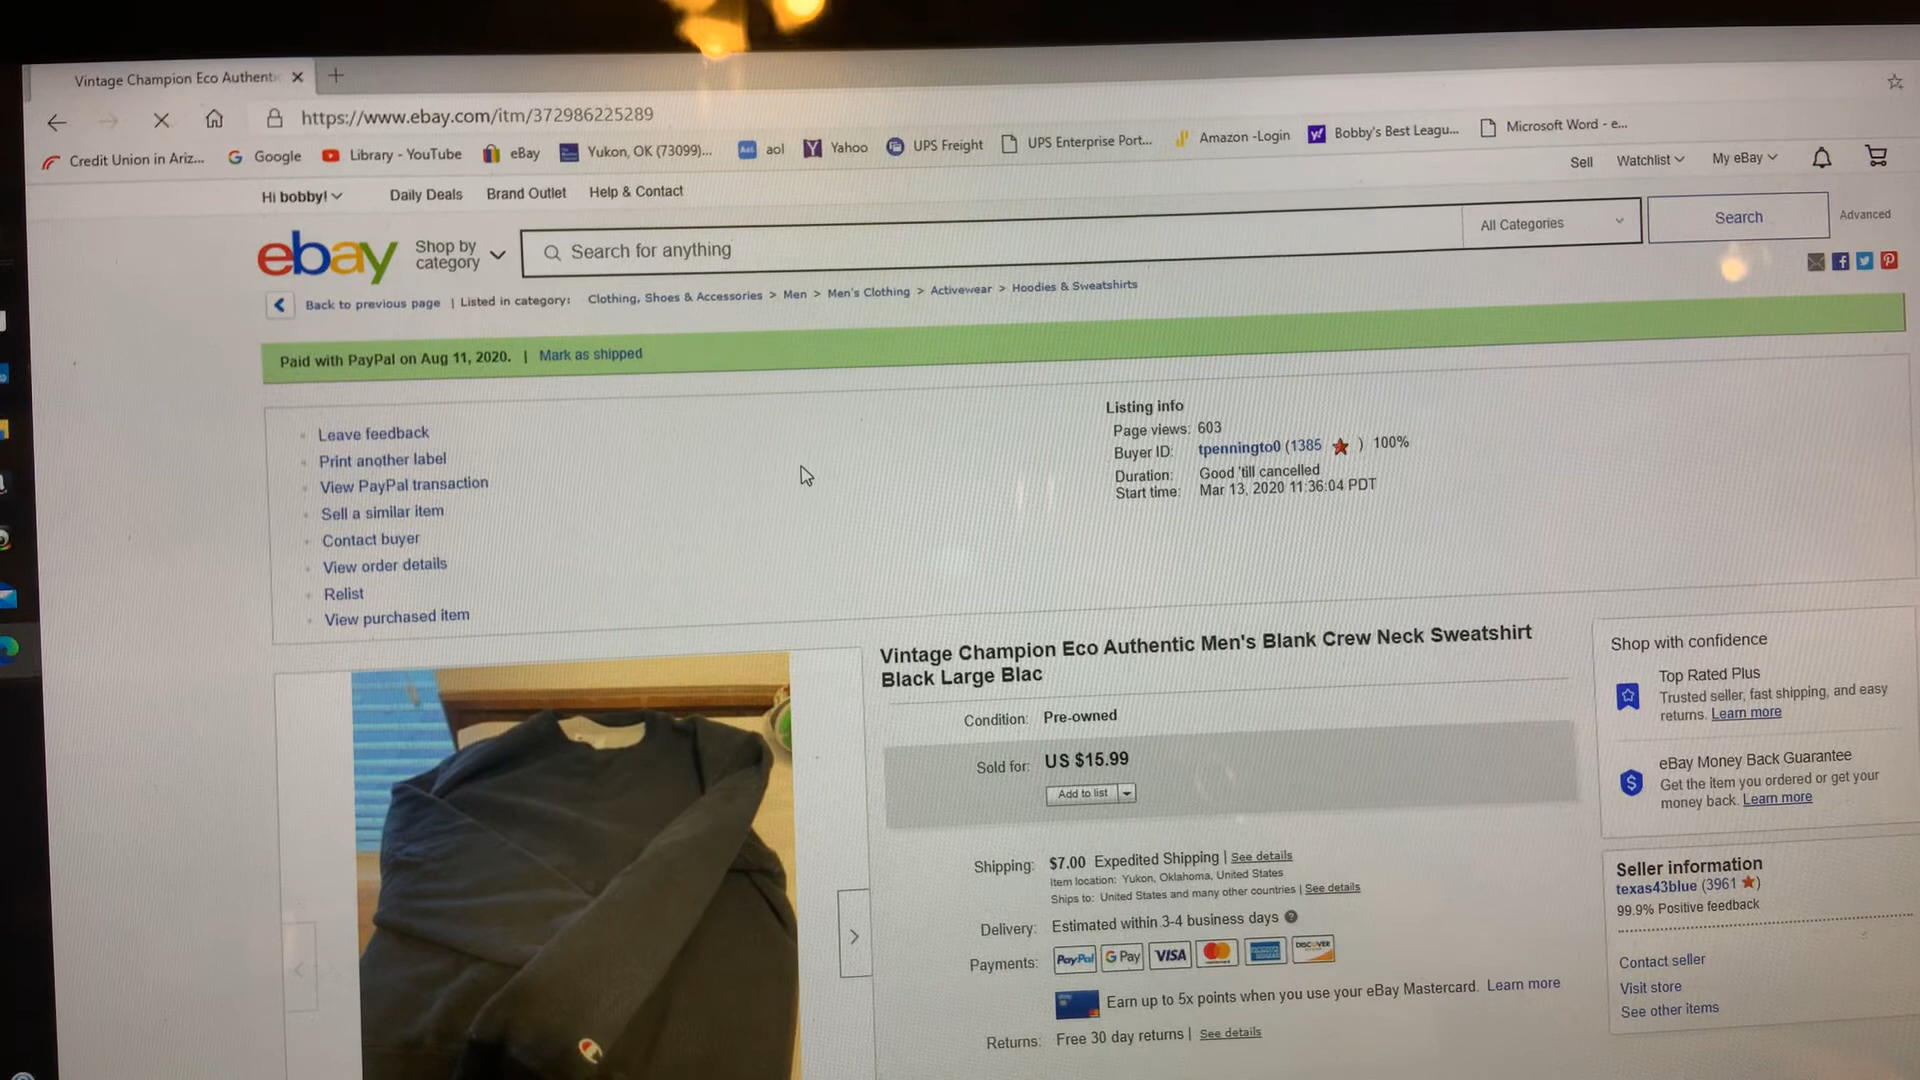 Vintage Champion Eco Authenti
https://www.ebay.com/itm/372986225289
Credit Union in Ariz...
Google
Library - YouTube
eBay
Yukon, OK (73099)...
aol
Yahoo
UPS Freight
UPS Enterprise Port...
Amazon -Login
Bobby's Best Leagu...
Microsoft Word - e...
Hi bobby!
Daily Deals
Brand Outlet
Help & Contact
Sell
Watchlist
My eBay
ebay
Shop by
category
Search for anything
All Categories
Search
Advanced
Back to previous page | Listed in category: Clothing, Shoes & Accessories > Men > Men's Clothing > Activewear > Hoodies & Sweatshirts
Paid with PayPal on Aug 11, 2020. | Mark as shipped
Leave feedback
Print another label
View PayPal transaction
Sell a similar item
Contact buyer
View order details
Relist
View purchased item
Listing info
Page views: 603
Buyer ID: tpenningto0 (1385 ) 100%
Duration: Good 'till cancelled
Start time: Mar 13, 2020 11:36:04 PDT
Vintage Champion Eco Authentic Men's Blank Crew Neck Sweatshirt
Black Large Blac
Condition: Pre-owned
Sold for: US $15.99
Add to list
Shipping: $7.00 Expedited Shipping | See details
Item location: Yukon, Oklahoma, United States
Ships to: United States and many other countries | See details
Delivery: Estimated within 3-4 business days
Payments: PayPal G Pay VISA DISCOVER
Earn up to 5x points when you use your eBay Mastercard. Learn more
Returns: Free 30 day returns | See details
Shop with confidence
Top Rated Plus
Trusted seller, fast shipping, and easy
returns. Learn more
eBay Money Back Guarantee
Get the item you ordered or get your
money back. Learn more
Seller information
texas43blue (3961 )
99.9% Positive feedback
Contact seller
Visit store
See other items